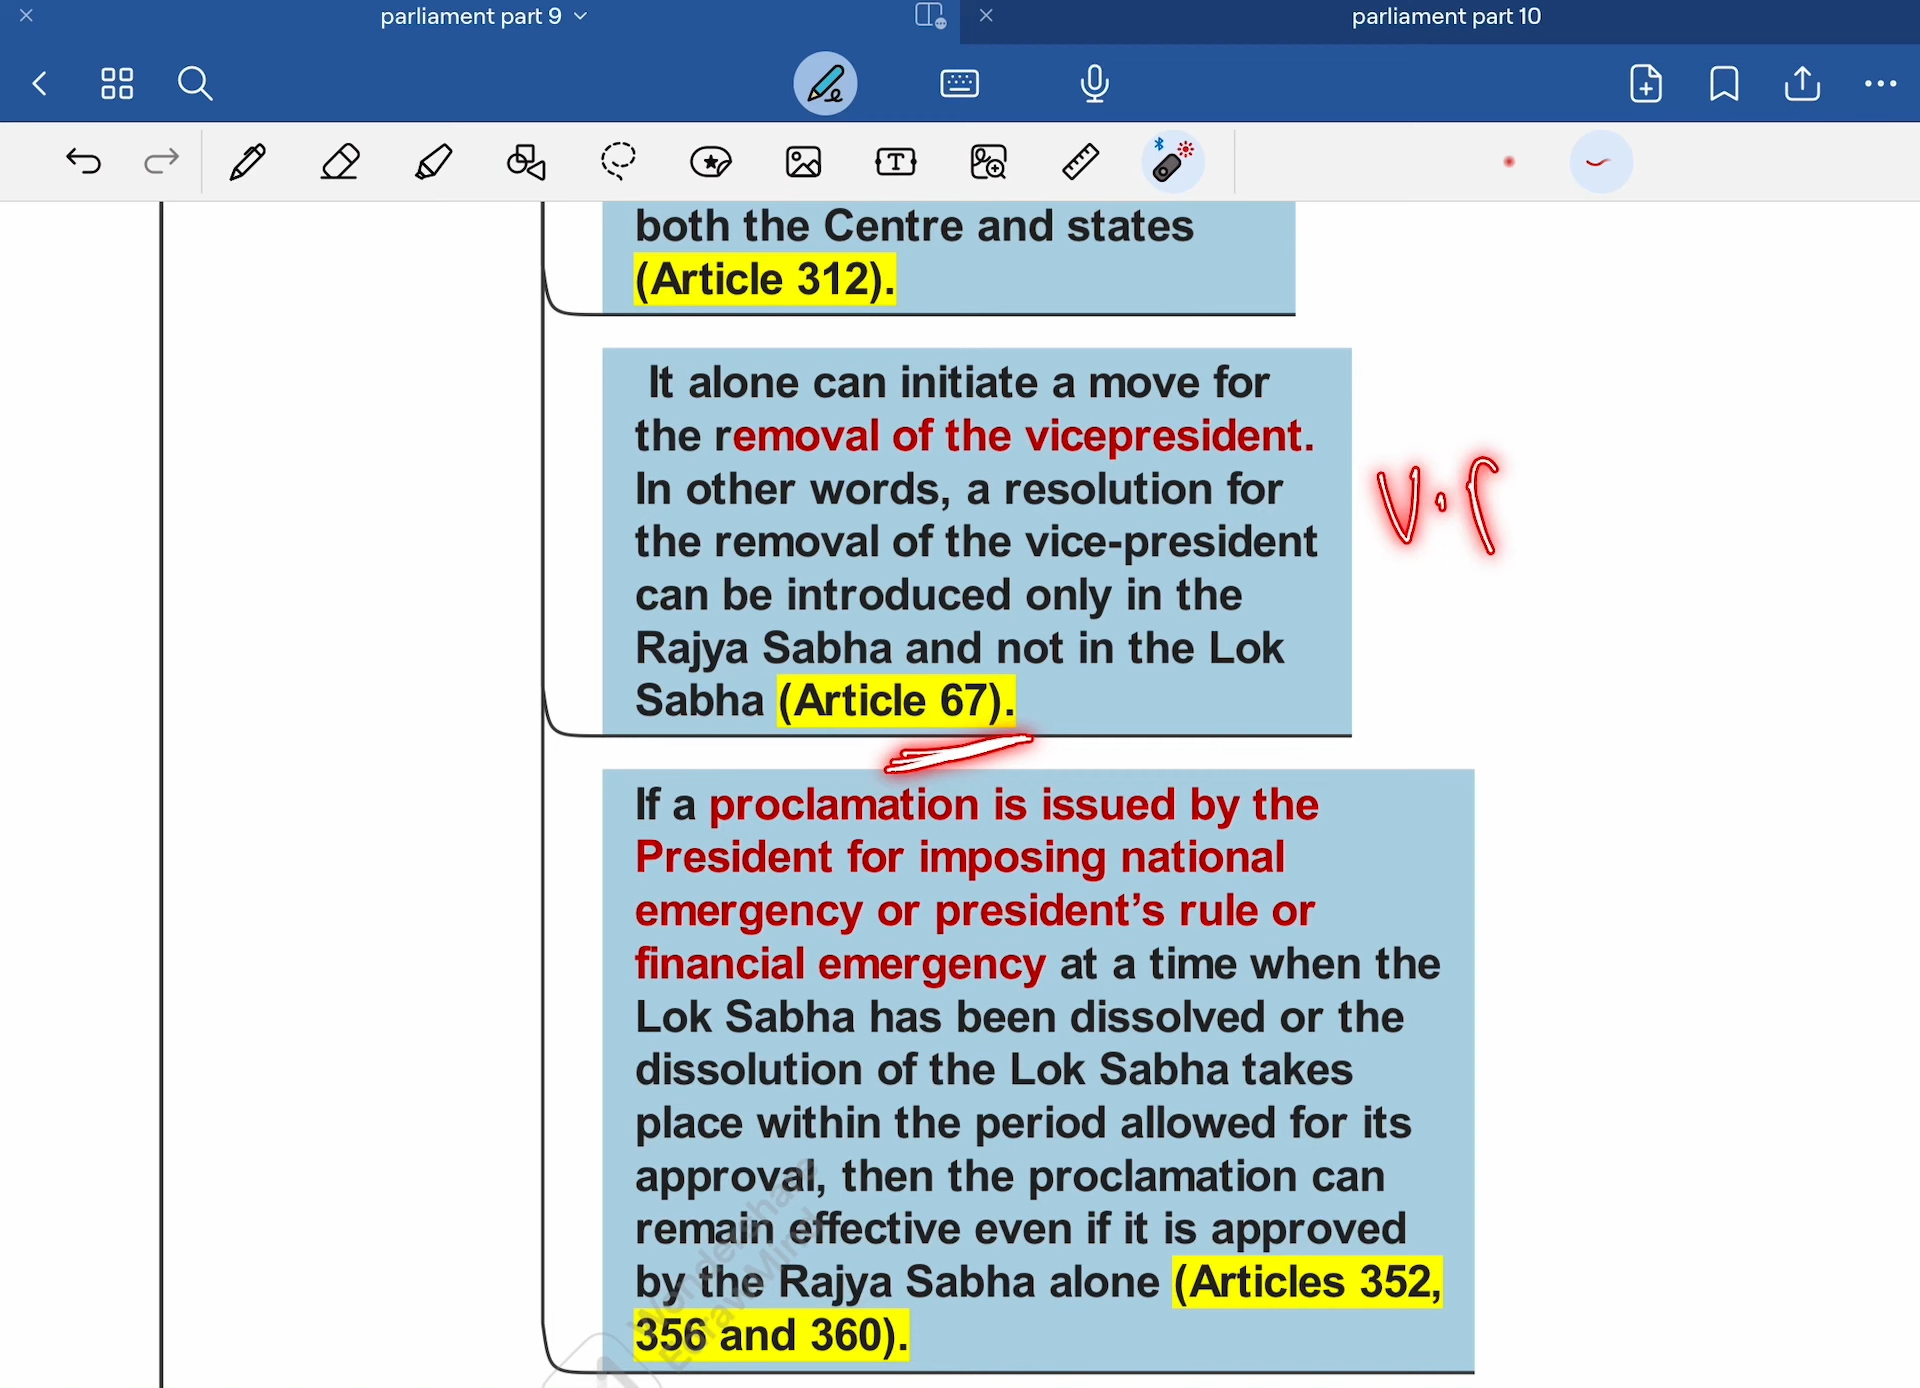 parliament part 9
parliament part 10
both the Centre and states
(Article 312).
It alone can initiate a move for
the removal of the vicepresident.
In other words, a resolution for
the removal of the vice-president
can be introduced only in the
Rajya Sabha and not in the Lok
Sabha (Article 67).
V.P
If a proclamation is issued by the
President for imposing national
emergency or president’s rule or
financial emergency at a time when the
Lok Sabha has been dissolved or the
dissolution of the Lok Sabha takes
place within the period allowed for its
approval, then the proclamation can
remain effective even if it is approved
by the Rajya Sabha alone (Articles 352,
356 and 360).
Wondershare
EdrawMind